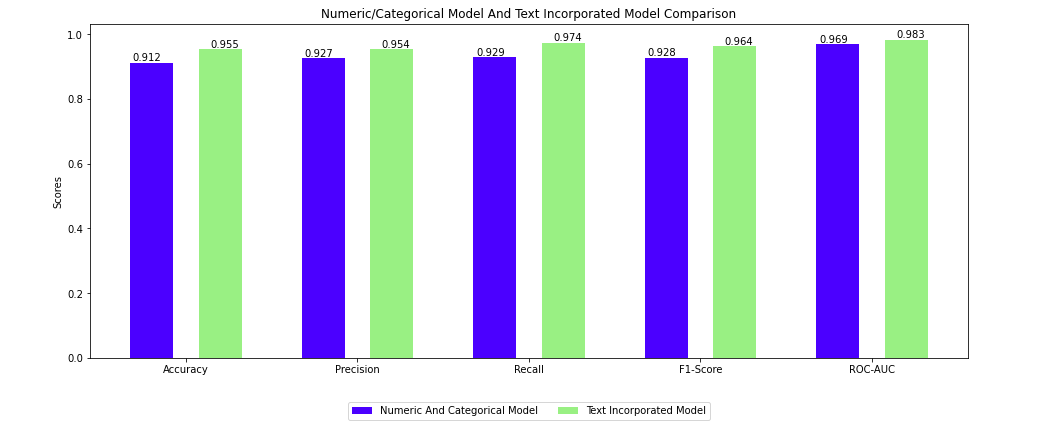 Numeric/Categorical Model And Text Incorporated Model Comparison
1.0
0.8
0.6
0.4
0.2
0.0
Scores
0.912
0.955
0.927
0.954
0.929
0.974
0.928
0.964
0.969
0.983
Accuracy
Precision
Recall
F1-Score
ROC-AUC
Numeric And Categorical Model
Text Incorporated Model